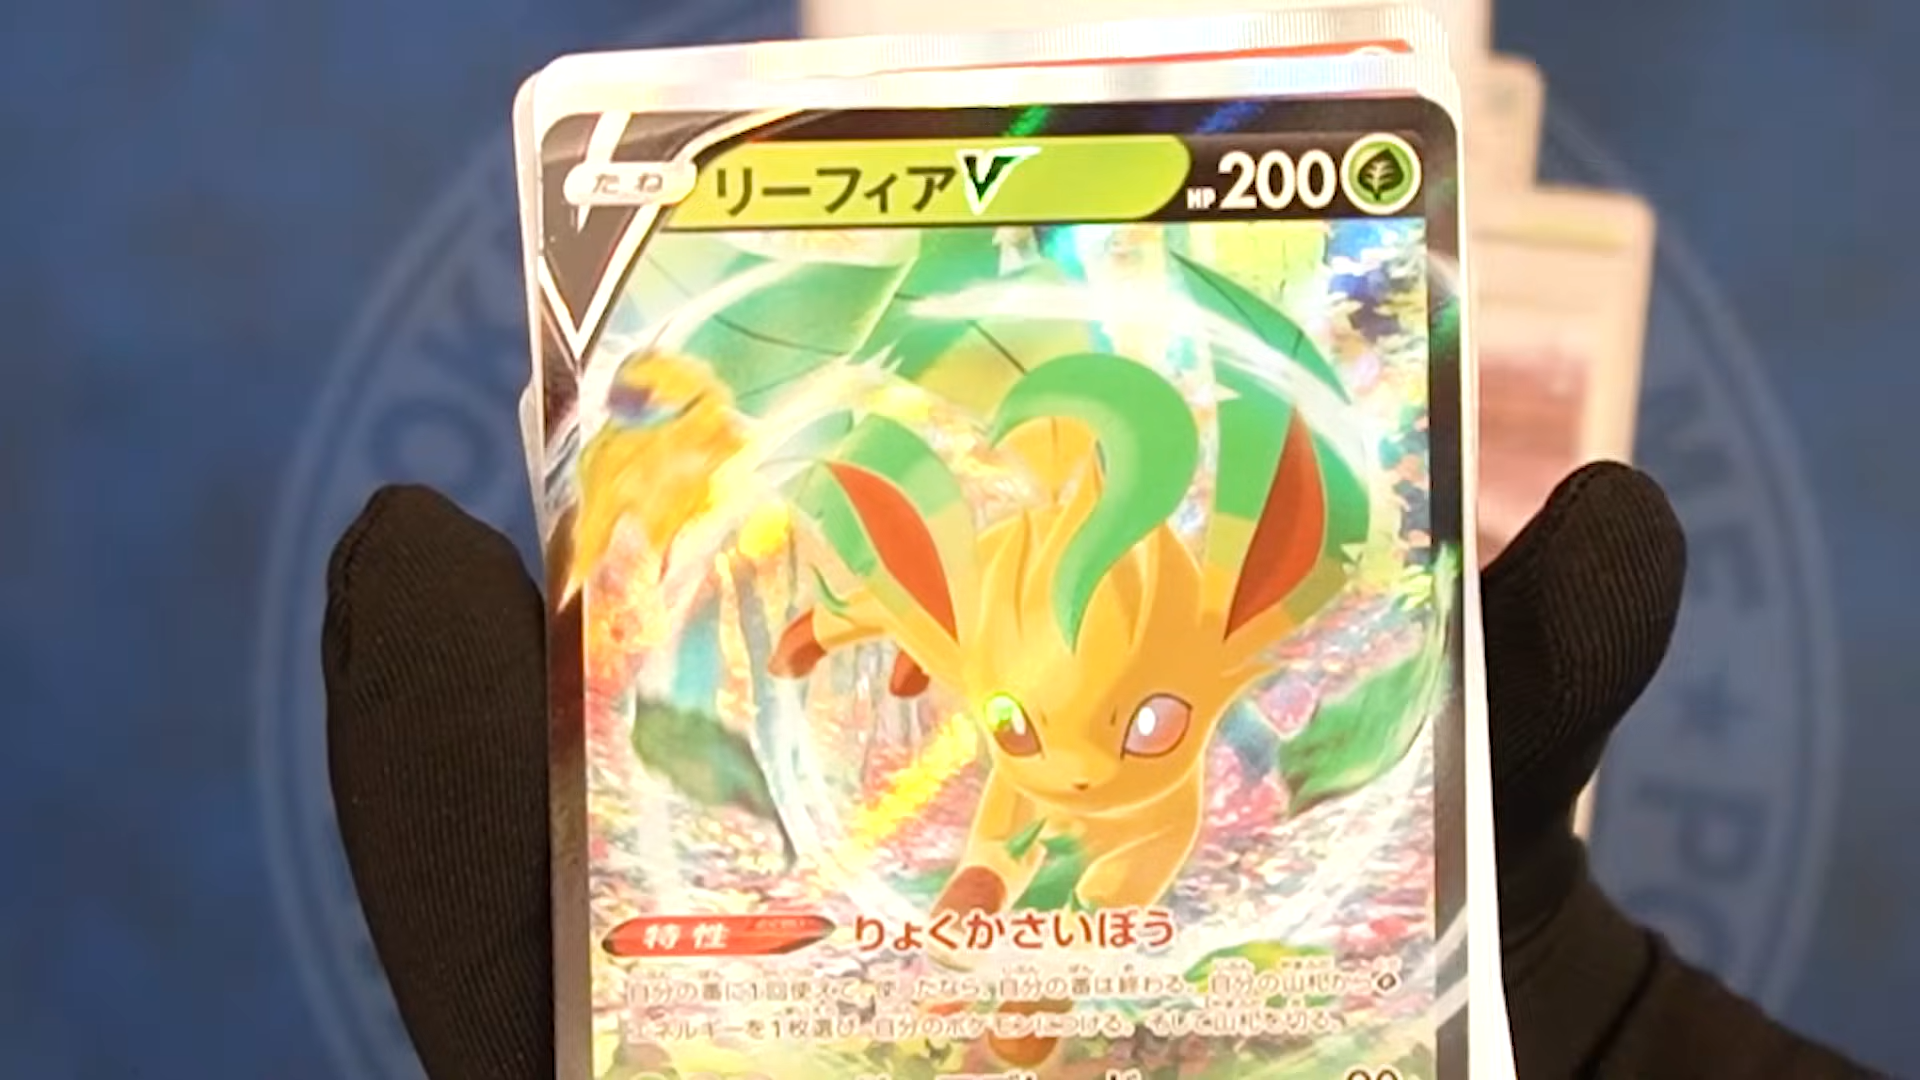 たね リーフィアV HP200
特性 りょくかさいぼう
自分の番に1回使えて、使ったなら、自分の番は終わる。自分の山札から
エネルギーを1枚選び、自分のポケモンにつける。そして山札を切る。